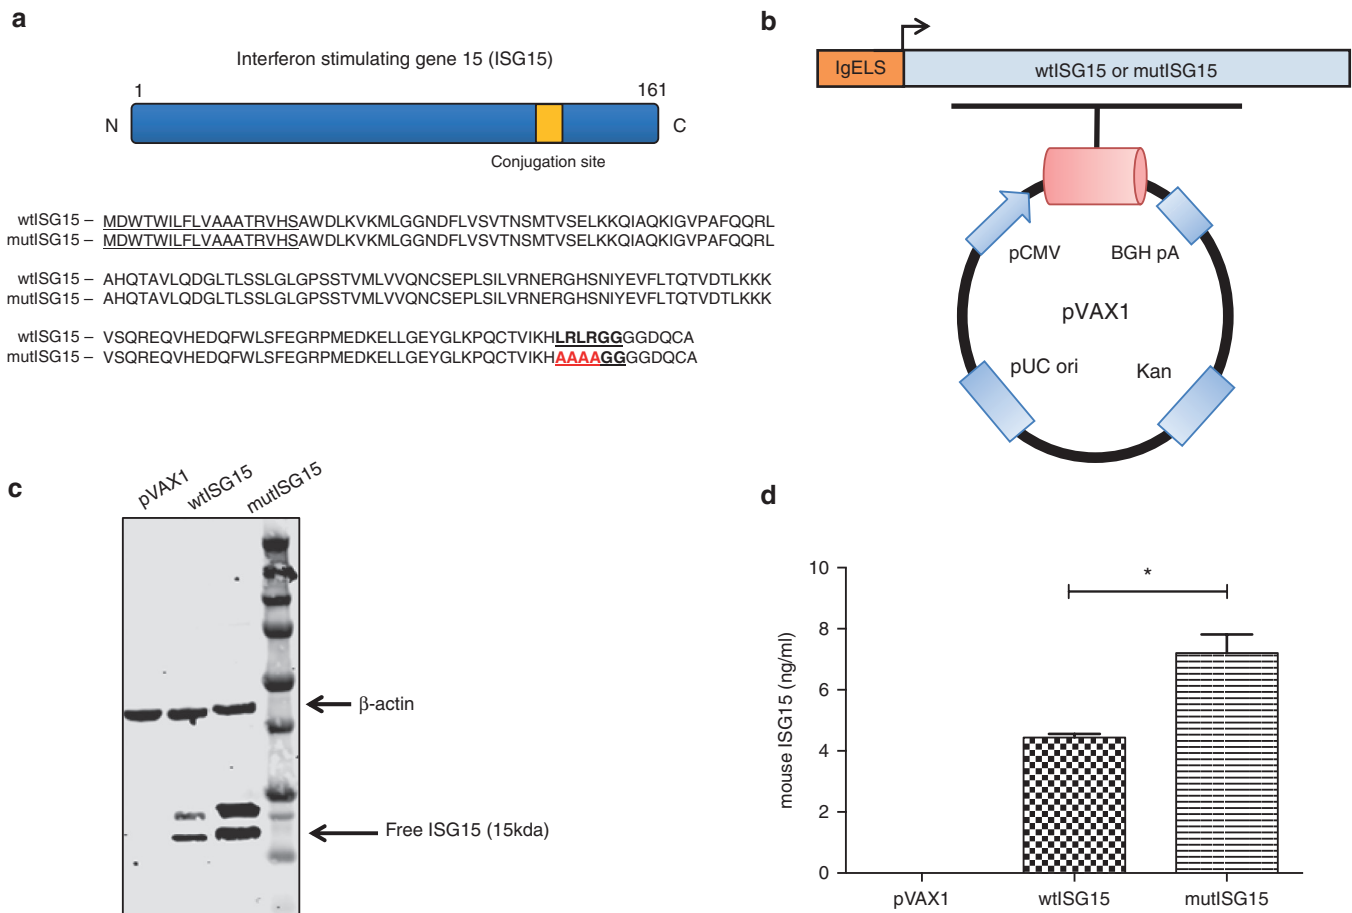 a
Interferon stimulating gene 15 (ISG15)
1 161
N C
Conjugation site
wtISG15 – MDWTWILFLVAAATRVHSAWDLKVKMLGGNDFLVSVTNSMTVSELKKQIAQKIGVPAFQQRL
mutISG15 – MDWTWILFLVAAATRVHSAWDLKVKMLGGNDFLVSVTNSMTVSELKKQIAQKIGVPAFQQRL
wtISG15 – AHQTAVLQDGLTLSSLGLGPSSTVMLVVQNCSEPLSILVRNERGHSNIYEVFLTQTVDTLKKK
mutISG15 – AHQTAVLQDGLTLSSLGLGPSSTVMLVVQNCSEPLSILVRNERGHSNIYEVFLTQTVDTLKKK
wtISG15 – VSQREQVHEDQFWLSFEGRPMEDKELLGEYGLKPQCTVIKHLRLRGGGGDQCA
mutISG15 – VSQREQVHEDQFWLSFEGRPMEDKELLGEYGLKPQCTVIKHAAAAGGGGDQCA
b
IgELS
wtISG15 or mutISG15
pCMV
BGH pA
pVAX1
pUC ori
Kan
c
pVAX1
wtISG15
mutISG15
β-actin
Free ISG15 (15kda)
d
mouse ISG15 (ng/ml)
10
8
6
4
2
0
*
pVAX1
wtISG15
mutISG15